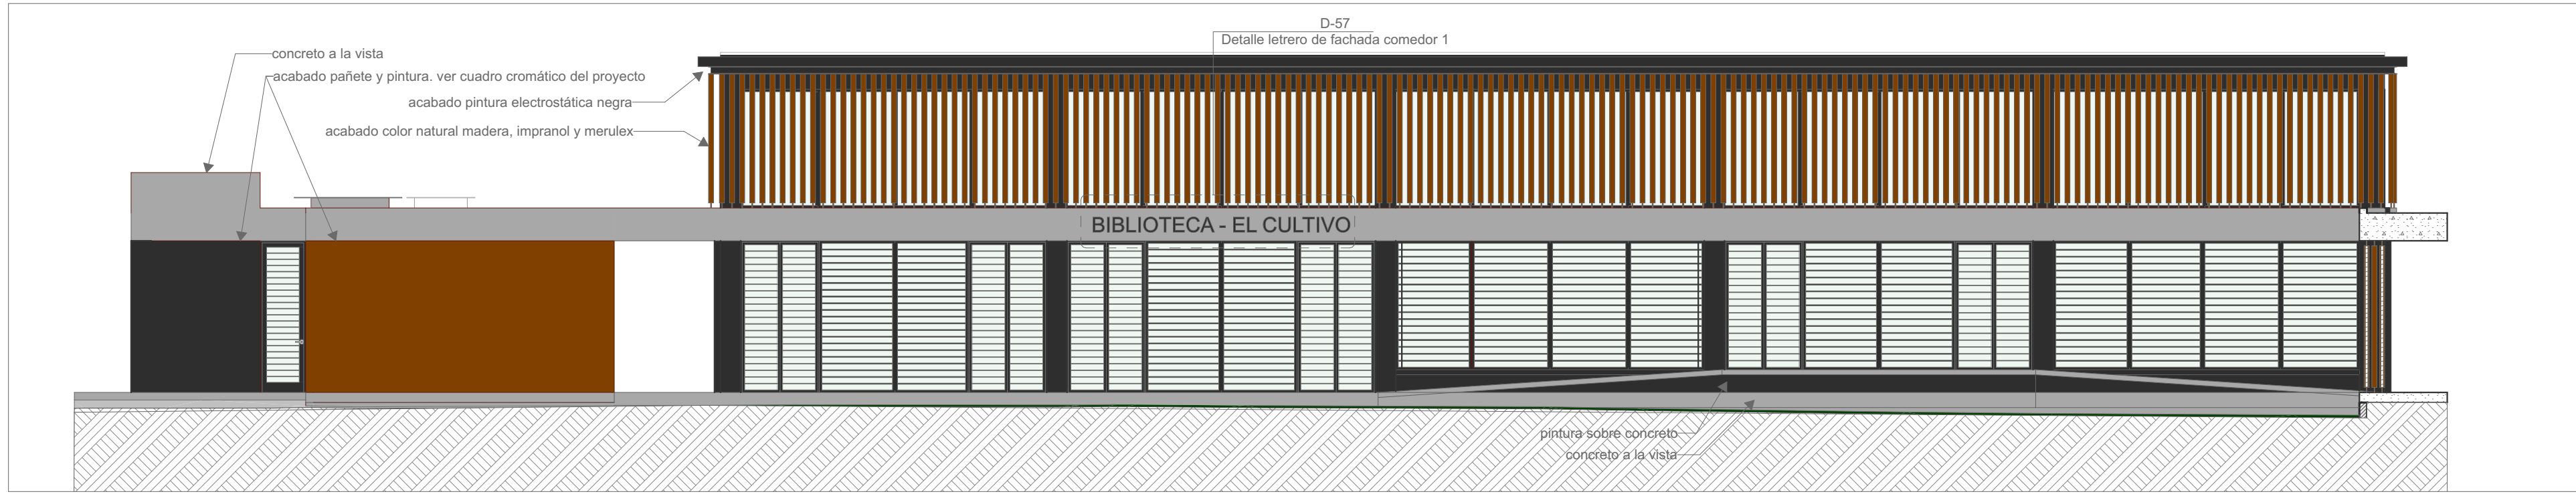 D-57
Detalle letrero de fachada comedor 1
concreto a la vista
acabado pañete y pintura. ver cuadro cromático del proyecto
acabado pintura electrostática negra
acabado color natural madera, impranol y merulex
BIBLIOTECA - EL CULTIVO
pintura sobre concreto
concreto a la vista